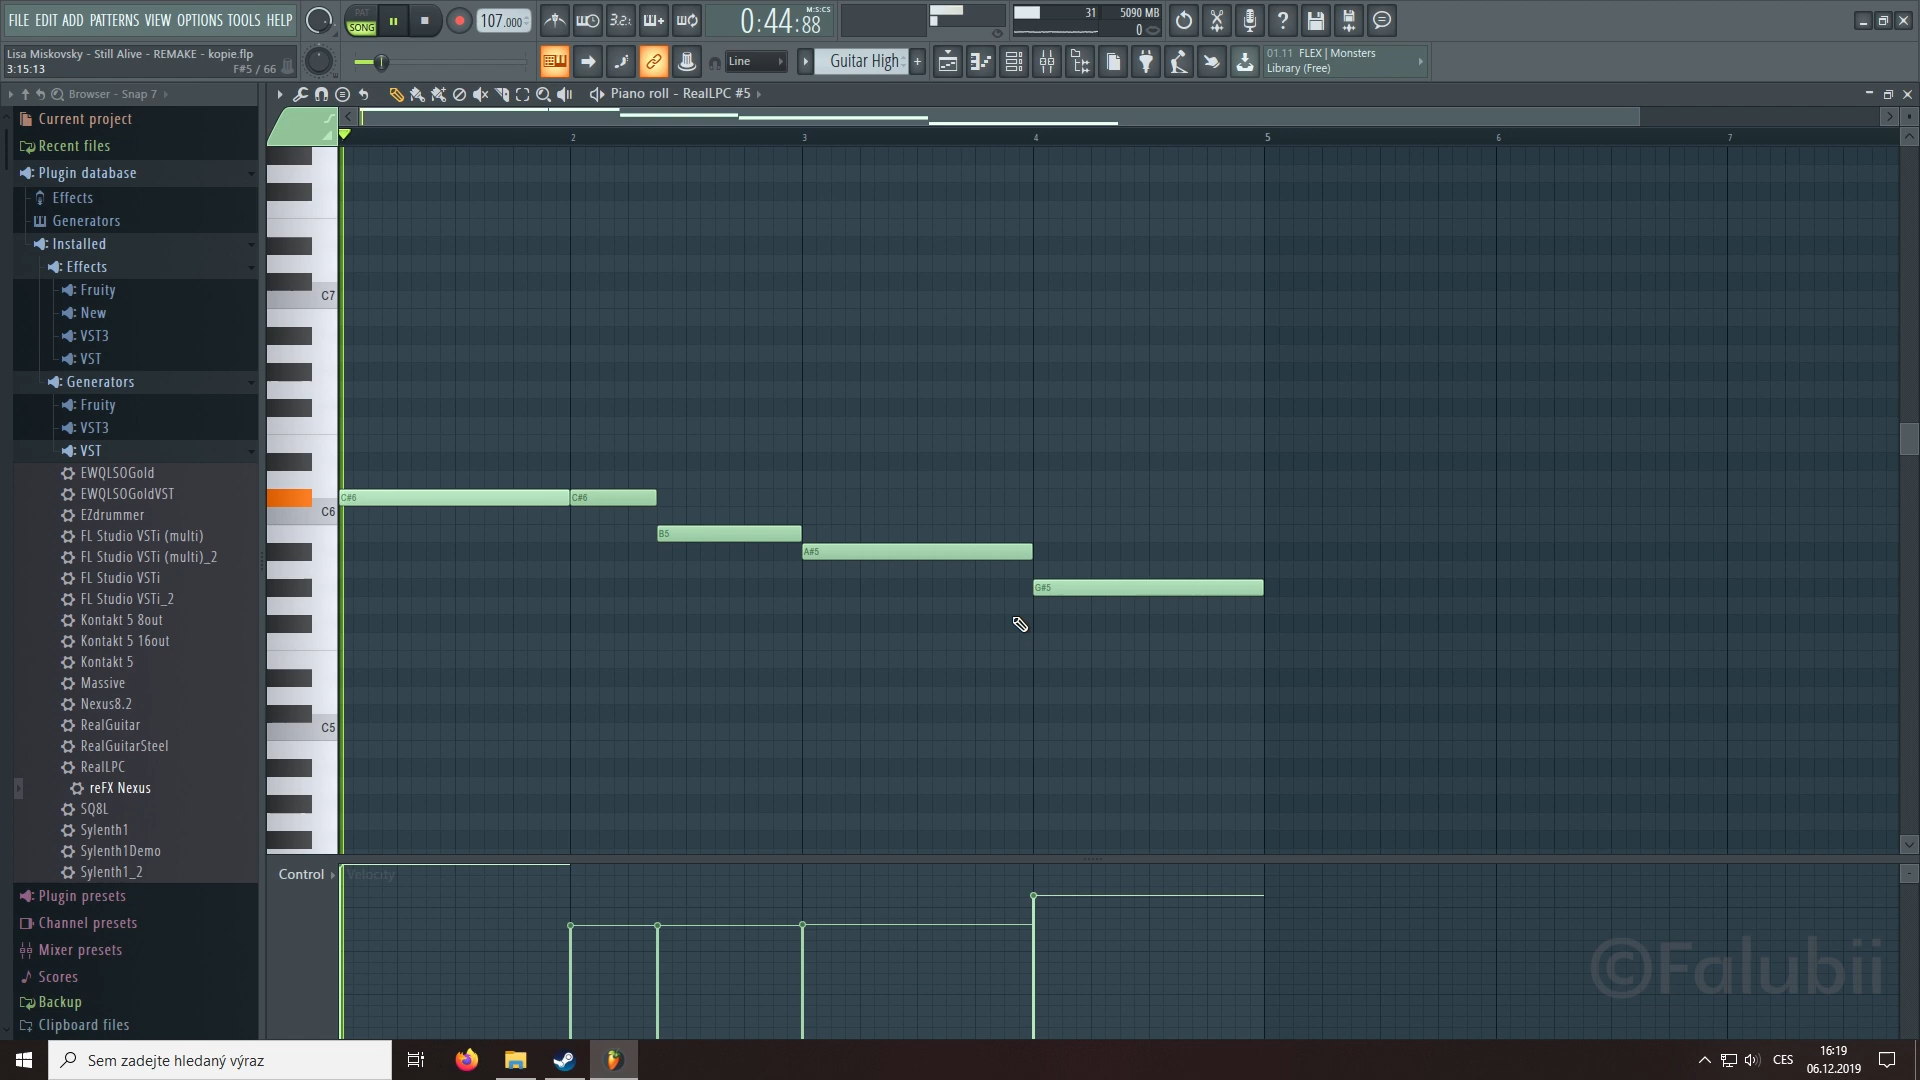 FILE EDIT ADD PATTERNS VIEW OPTIONS TOOLS HELP
PAT
SONG
107.000
3.2.
0:44:88
M:S:CS
31
5090 MB
0
Lisa Miskovsky - Still Alive - REMAKE - kopie.flp
3:15:13
F#5 / 66
Line
Guitar High
01.11 FLEX | Monsters
Library (Free)
Browser - Snap 7
Piano roll - RealLPC #5
Current project
Recent files
Plugin database
Effects
Generators
Installed
Effects
Fruity
New
VST3
VST
Generators
Fruity
VST3
VST
EWQLSOGold
EWQLSOGoldVST
EZdrummer
FL Studio VSTi (multi)
FL Studio VSTi (multi)_2
FL Studio VSTi
FL Studio VSTi_2
Kontakt 5 8out
Kontakt 5 16out
Kontakt 5
Massive
Nexus8.2
RealGuitar
RealGuitarSteel
RealLPC
reFX Nexus
SQ8L
Sylenth1
Sylenth1Demo
Sylenth1_2
Plugin presets
Channel presets
Mixer presets
Scores
Backup
Clipboard files
2 3 4 5 6 7
C7
C6
C5
C#6
C#6
B5
A#5
G#5
Control
Velocity
©Falubii
Sem zadejte hledaný výraz
CES
16:19
06.12.2019